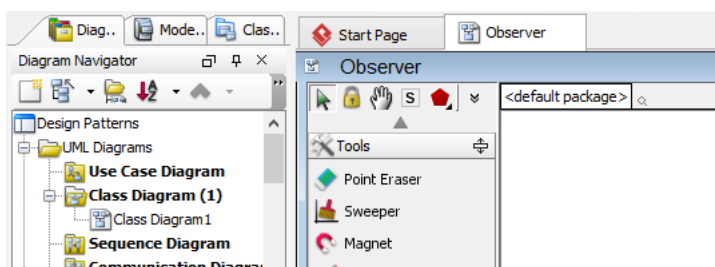 Diag..
Mode..
Clas..
Start Page
Observer
Diagram Navigator
Observer
S
<default package>
Design Patterns
UML Diagrams
Use Case Diagram
Class Diagram (1)
Class Diagram1
Sequence Diagram
Tools
Point Eraser
Sweeper
Magnet